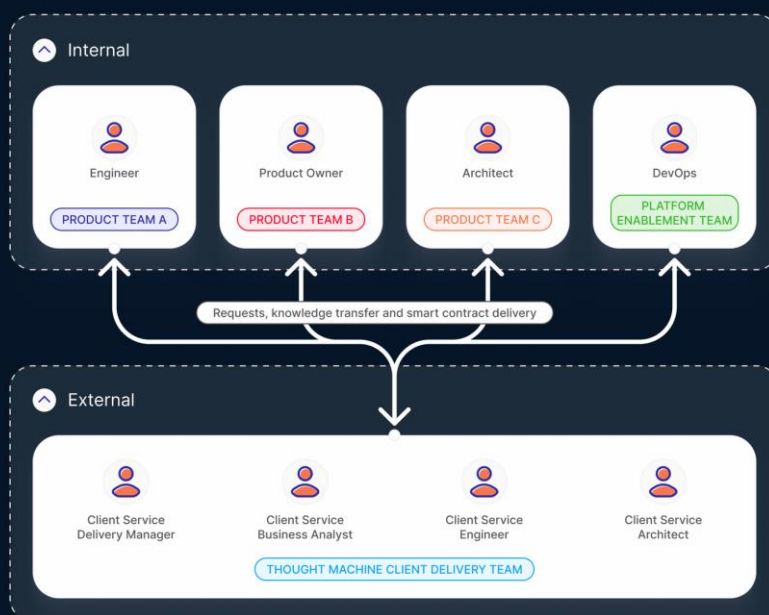 Internal
Engineer
Product Owner
Architect
DevOps
PRODUCT TEAM A
PRODUCT TEAM B
PRODUCT TEAM C
PLATFORM
ENABLEMENT TEAM
Requests, knowledge transfer and smart contract delivery
External
Client Service
Delivery Manager
Client Service
Business Analyst
Client Service
Engineer
Client Service
Architect
THOUGHT MACHINE CLIENT DELIVERY TEAM